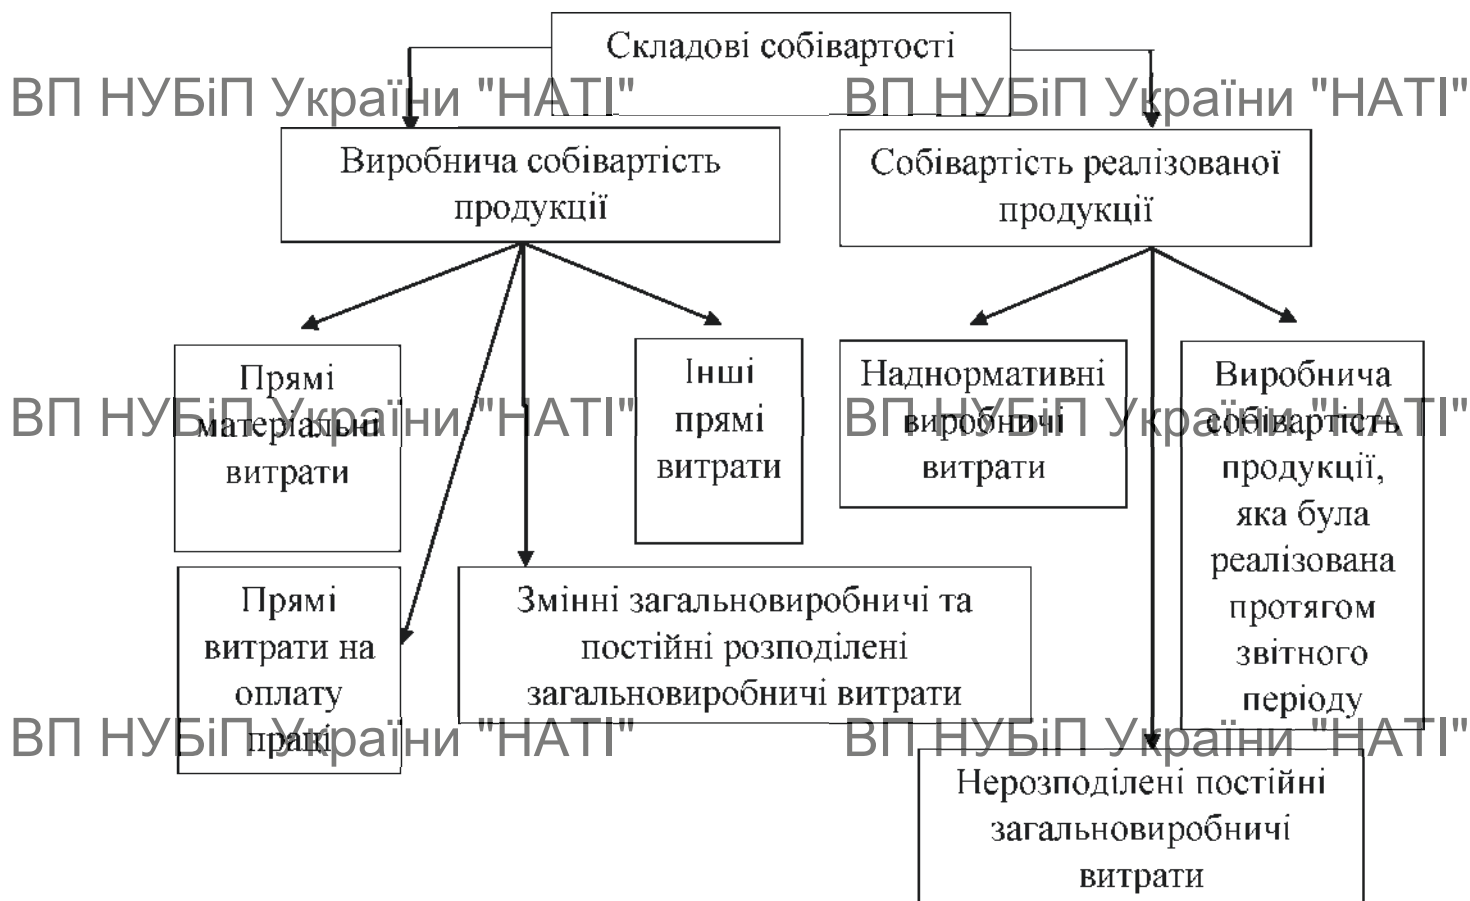 Складові собівартості
ВП НУБіП України "НАТІ"
ВП НУБіП України "НАТІ"
Виробнича собівартість
продукції
Собівартість реалізованої
продукції
Прямі
матеріальні
витрати
Інші
прямі
витрати
Наднормативні
виробничі
витрати
Виробнича
собівартість
продукції,
яка була
реалізована
протягом
звітного
періоду
ВП НУБіП України "НАТІ"
ВП НУБіП України "НАТІ"
Прямі
витрати на
оплату
праці
Змінні загальновиробничі та
постійні розподілені
загальновиробничі витрати
ВП НУБіП України "НАТІ"
ВП НУБіП України "НАТІ"
Нерозподілені постійні
загальновиробничі
витрати